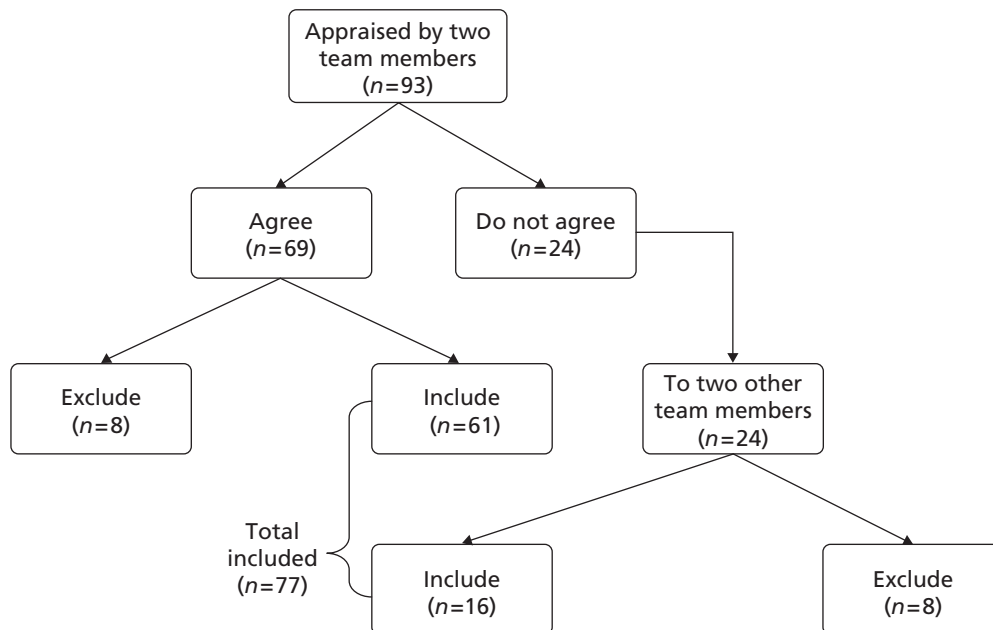 Appraised by two
team members
(n=93)
Agree
(n=69)
Do not agree
(n=24)
Exclude
(n=8)
Include
(n=61)
To two other
team members
(n=24)
Total
included
(n=77)
Include
(n=16)
Exclude
(n=8)